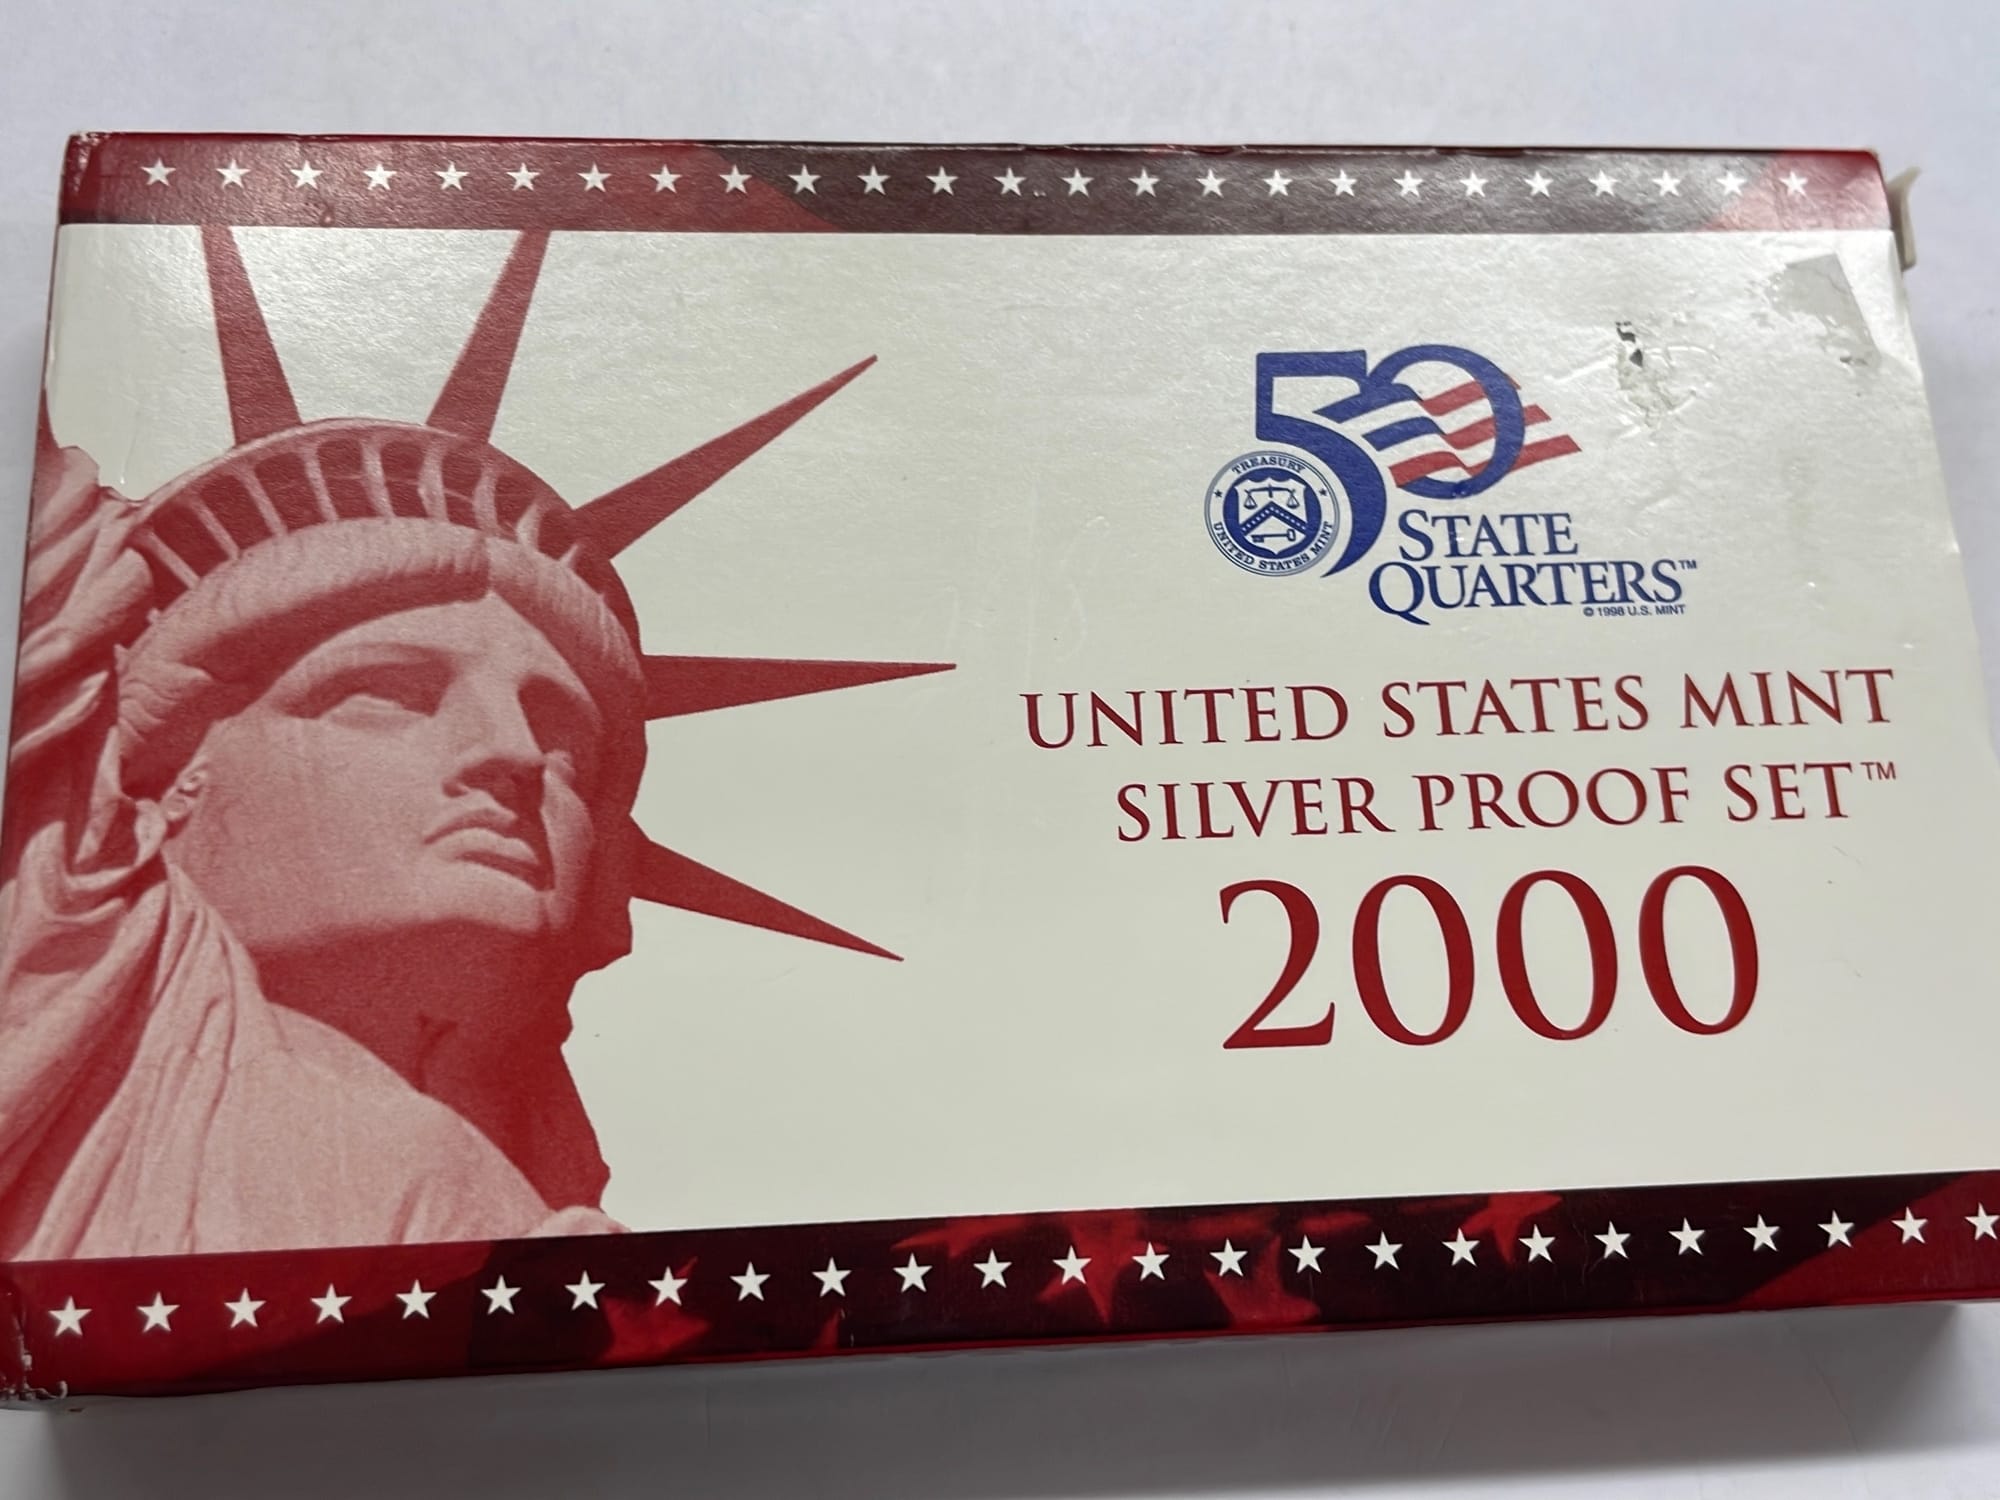 50
TREASURY
UNITED STATES MINT
STATE
QUARTERS™
© 1998 U.S. MINT
UNITED STATES MINT
SILVER PROOF SET™
2000